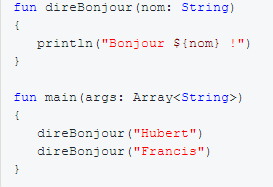 fun direBonjour(nom: String)
{
   println("Bonjour ${nom} !")
}

fun main(args: Array<String>)
{
   direBonjour("Hubert")
   direBonjour("Francis")
}